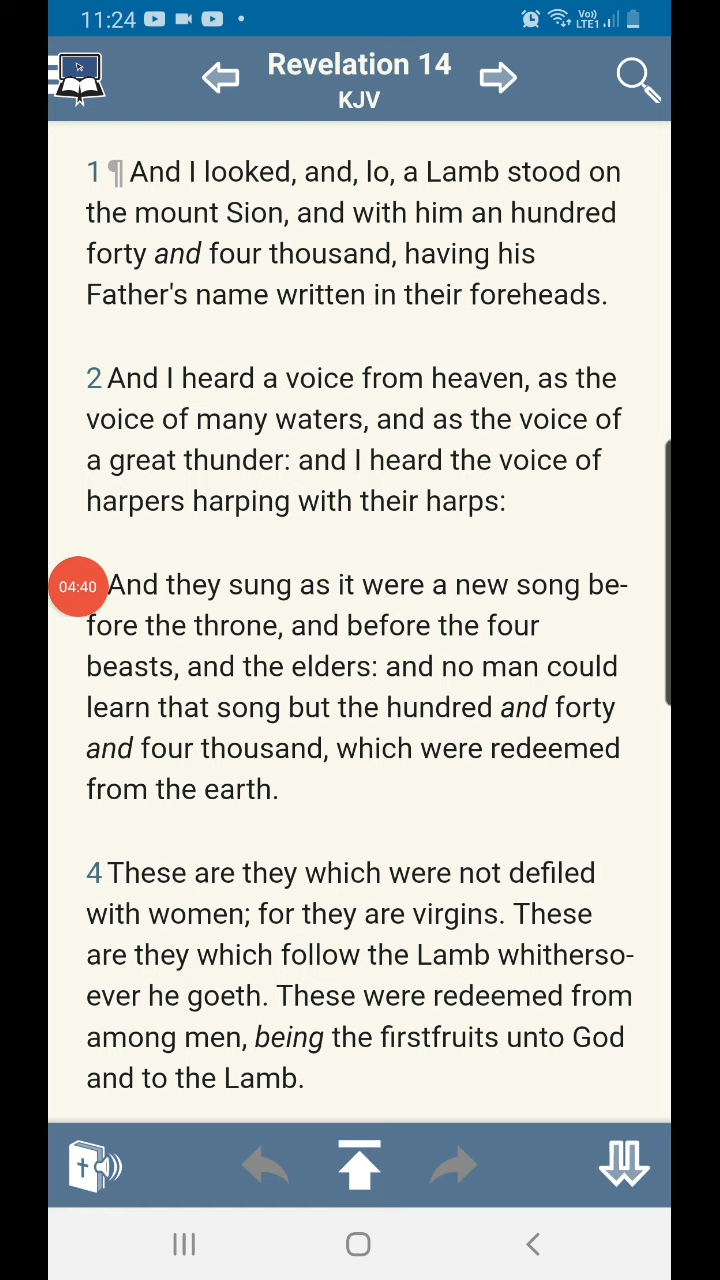 11:24
Vo))
LTE1
Revelation 14
KJV
1 ¶ And I looked, and, lo, a Lamb stood on
the mount Sion, and with him an hundred
forty and four thousand, having his
Father's name written in their foreheads.
2 And I heard a voice from heaven, as the
voice of many waters, and as the voice of
a great thunder: and I heard the voice of
harpers harping with their harps:
04:40
And they sung as it were a new song be-
fore the throne, and before the four
beasts, and the elders: and no man could
learn that song but the hundred and forty
and four thousand, which were redeemed
from the earth.
4 These are they which were not defiled
with women; for they are virgins. These
are they which follow the Lamb whitherso-
ever he goeth. These were redeemed from
among men, being the firstfruits unto God
and to the Lamb.